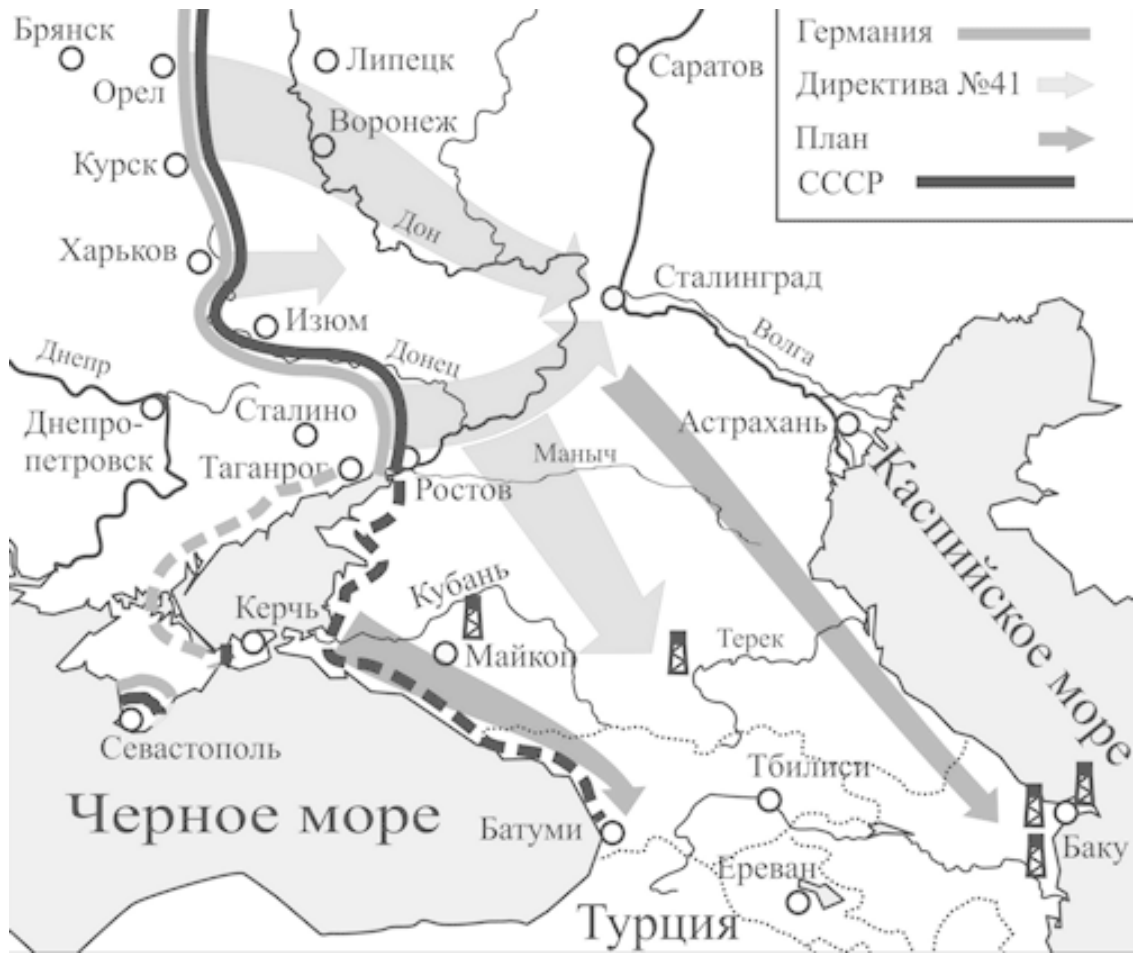 Брянск
Орел
Липецк
Саратов
Воронеж
Курск
Дон
Харьков
Сталинград
Изюм
Волга
Днепр
Донец
Днепро-
петровск
Сталино
Астрахань
Таганрог
Маныч
Ростов
Каспийское море
Кубань
Керчь
Майкоп
Терек
Севастополь
Тбилиси
Черное море
Батуми
Баку
Ереван
Турция
Германия
Директива №41
План
СССР